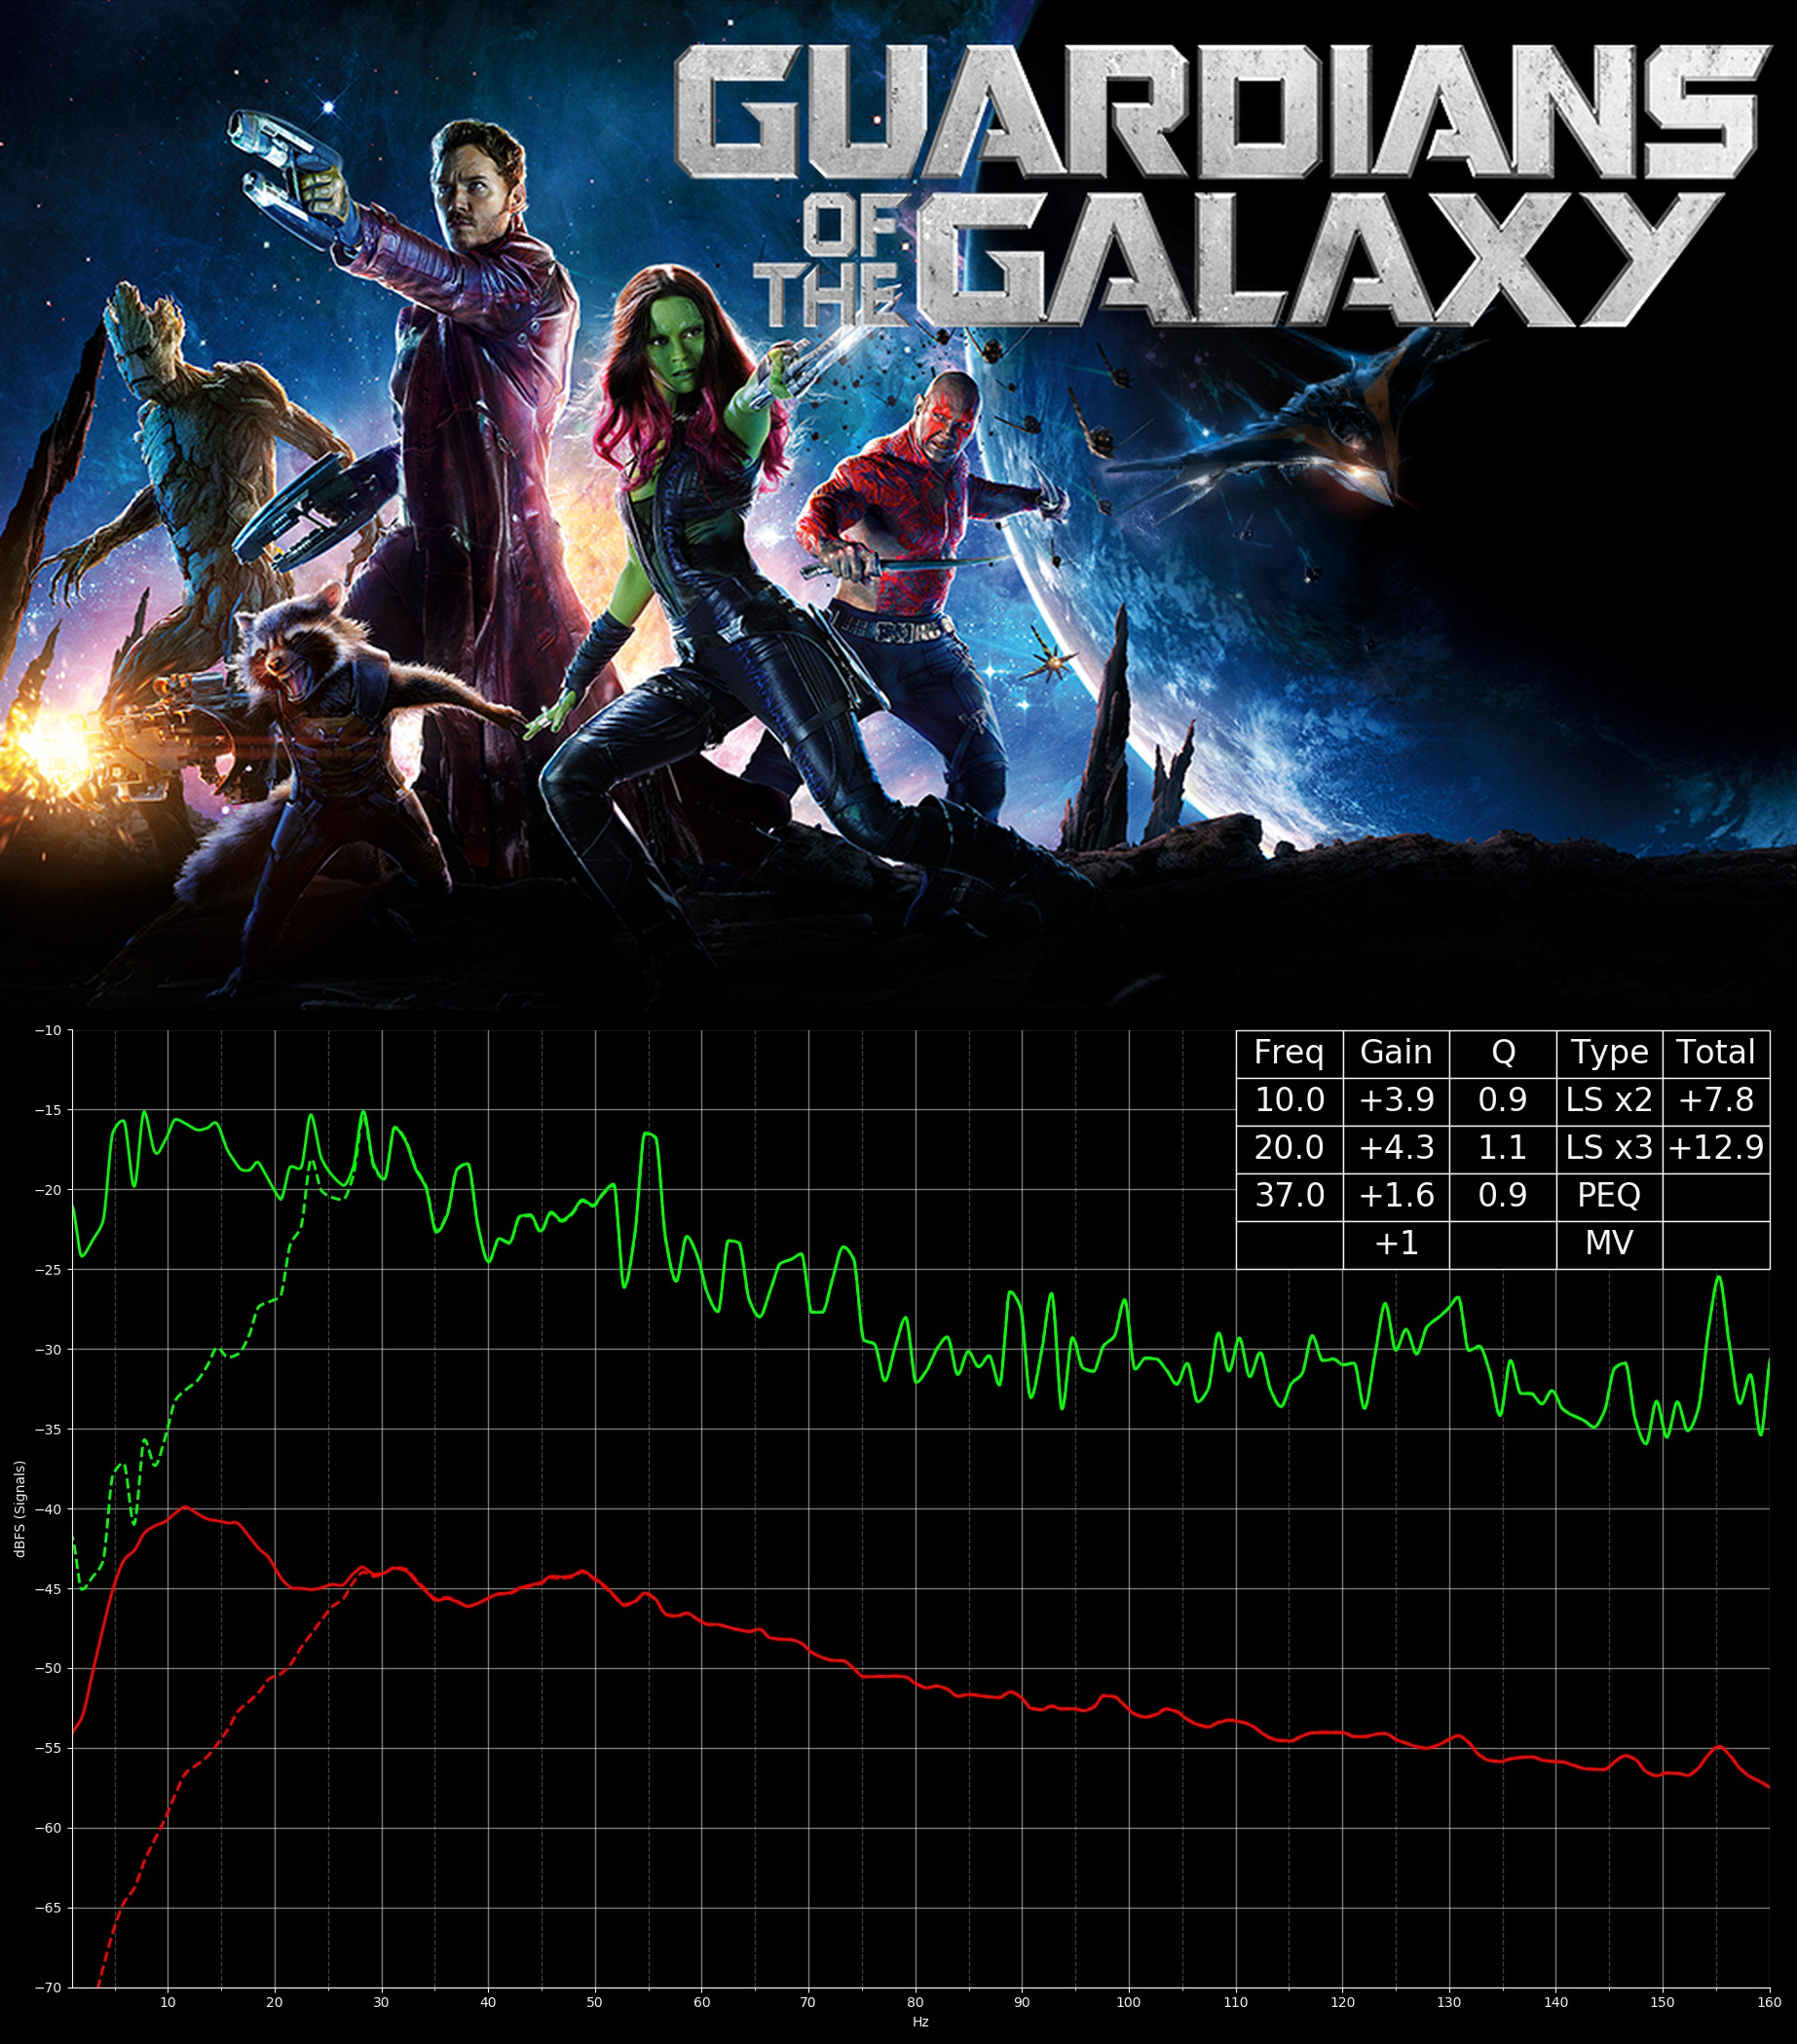 GUARDIANS
OF
THE GALAXY
Freq Gain Q Type Total
10.0 +3.9 0.9 LS x2 +7.8
20.0 +4.3 1.1 LS x3 +12.9
37.0 +1.6 0.9 PEQ
+1 MV
−10
−15
−20
−25
−30
−35
−40
−45
−50
−55
−60
−65
−70
dBFS (Signals)
10 20 30 40 50 60 70 80 90 100 110 120 130 140 150 160
Hz